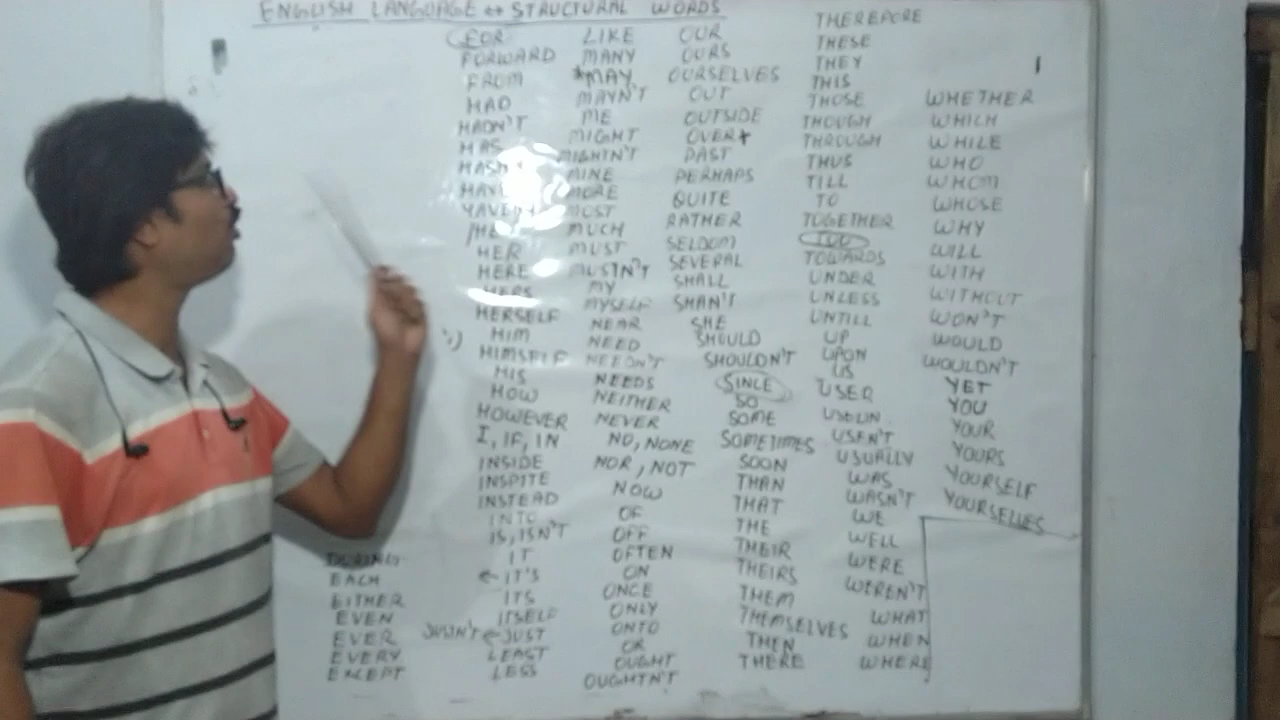 ENGLISH LANGUAGE ↔ STRUCTURAL WORDS
DURING
EACH
EITHER
EVEN
EVER
EVERY
EXCEPT
FOR
FORWARD
FROM
HAD
HADN'T
HAS
HER
HERE
HERS
HERSELF
HIM
HIMSELF
HIS
HOW
HOWEVER
I, IF, IN
INSIDE
INSPITE
INSTEAD
INTO
IS, ISN'T
IT
←IT'S
ITS
ITSELF
JUSN'T ← JUST
LEAST
LESS
LIKE
MANY
*MAY
MAYN'T
ME
MIGHT
MIGHTN'T
MINE
MORE
MOST
MUCH
MUST
MUSTN'T
MY
MYSELF
NEAR
NEED
NEEDN'T
NEEDS
NEITHER
NEVER
NO, NONE
NOR, NOT
NOW
OF
OFF
OFTEN
ON
ONCE
ONLY
ONTO
OR
OUGHT
OUGHTN'T
OUR
OURS
OURSELVES
OUT
OUTSIDE
OVER
PAST
PERHAPS
QUITE
RATHER
SELDOM
SEVERAL
SHALL
SHAN'T
SHE
SHOULD
SHOULDN'T
SINCE
SO
SOME
SOMETIMES
SOON
THAN
THAT
THE
THEIR
THEIRS
THEM
THEMSELVES
THEN
THERE
THEREFORE
THESE
THEY
THIS
THOSE
THOUGH
THROUGH
THUS
TILL
TO
TOGETHER
TOO
TOWARDS
UNDER
UNLESS
UNTILL
UP
UPON
US
USED
USEN'T
USUALLY
WAS
WASN'T
WE
WELL
WERE
WEREN'T
WHAT
WHEN
WHERE
WHETHER
WHICH
WHILE
WHO
WHOM
WHOSE
WHY
WILL
WITH
WITHOUT
WON'T
WOULD
WOULDN'T
YET
YOU
YOUR
YOURS
YOURSELF
YOURSELVES